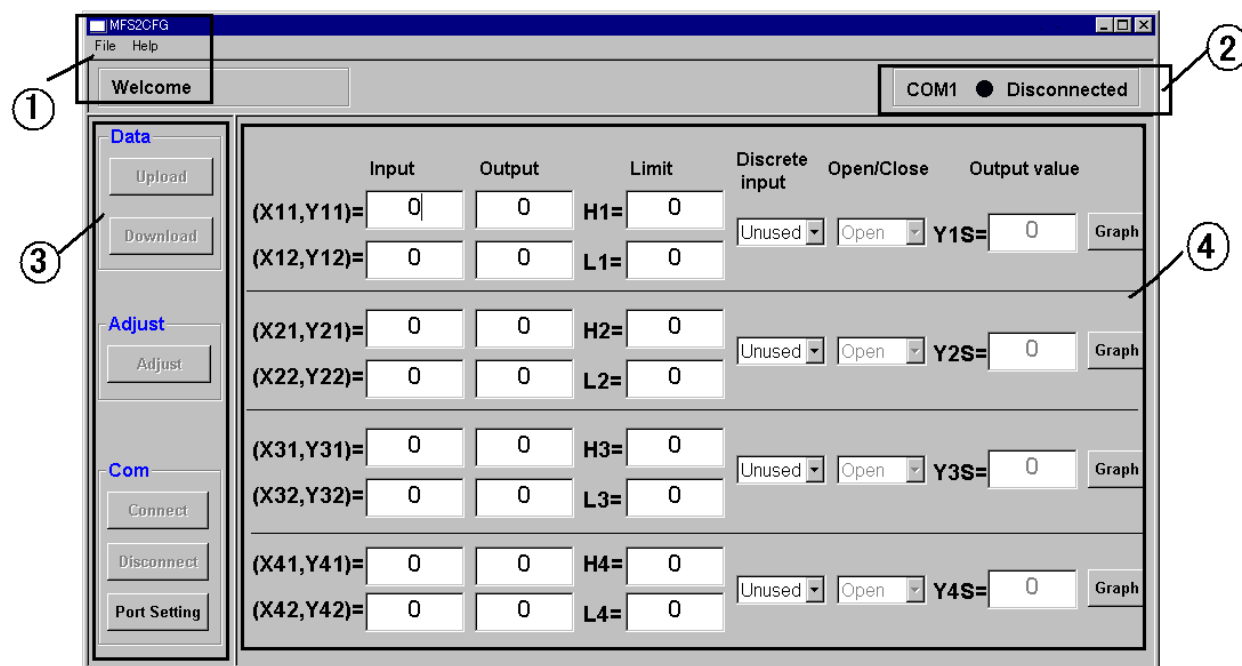 MFS2CFG
File Help
Welcome
COM1 Disconnected
① ② ③ ④
Data
Upload
Download
Adjust
Adjust
Com
Connect
Disconnect
Port Setting
Input Output Limit Discrete input Open/Close Output value
(X11,Y11)= 0 0 H1= 0
(X12,Y12)= 0 0 L1= 0
Unused Open Y1S= 0 Graph
(X21,Y21)= 0 0 H2= 0
(X22,Y22)= 0 0 L2= 0
Unused Open Y2S= 0 Graph
(X31,Y31)= 0 0 H3= 0
(X32,Y32)= 0 0 L3= 0
Unused Open Y3S= 0 Graph
(X41,Y41)= 0 0 H4= 0
(X42,Y42)= 0 0 L4= 0
Unused Open Y4S= 0 Graph